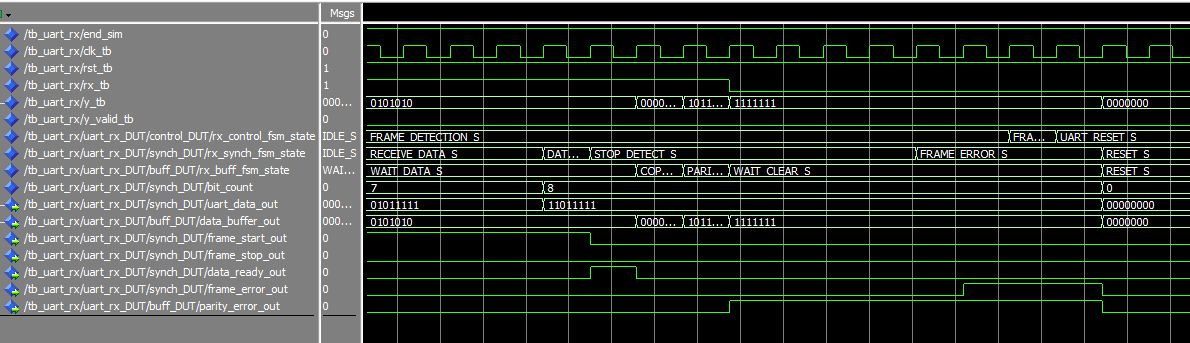 Msgs
/tb_uart_rx/end_sim 0
/tb_uart_rx/clk_tb 0
/tb_uart_rx/rst_tb 1
/tb_uart_rx/rx_tb 1
/tb_uart_rx/y_tb 000... 0101010 0000... 1011... 1111111 0000000
/tb_uart_rx/y_valid_tb 0
/tb_uart_rx/uart_rx_DUT/control_DUT/rx_control_fsm_state IDLE_S FRAME_DETECTION_S FRA... UART_RESET_S
/tb_uart_rx/uart_rx_DUT/synch_DUT/rx_synch_fsm_state IDLE_S RECEIVE_DATA_S DAT... STOP_DETECT_S FRAME_ERROR_S RESET_S
/tb_uart_rx/uart_rx_DUT/buff_DUT/rx_buff_fsm_state WAI... WAIT_DATA_S COP... PARI... WAIT_CLEAR_S RESET_S
/tb_uart_rx/uart_rx_DUT/synch_DUT/bit_count 0 7 8 0
/tb_uart_rx/uart_rx_DUT/synch_DUT/uart_data_out 000... 01011111 11011111 00000000
/tb_uart_rx/uart_rx_DUT/buff_DUT/data_buffer_out 000... 0101010 0000... 1011... 1111111 0000000
/tb_uart_rx/uart_rx_DUT/synch_DUT/frame_start_out 0
/tb_uart_rx/uart_rx_DUT/synch_DUT/frame_stop_out 0
/tb_uart_rx/uart_rx_DUT/synch_DUT/data_ready_out 0
/tb_uart_rx/uart_rx_DUT/synch_DUT/frame_error_out 0
/tb_uart_rx/uart_rx_DUT/buff_DUT/parity_error_out 0